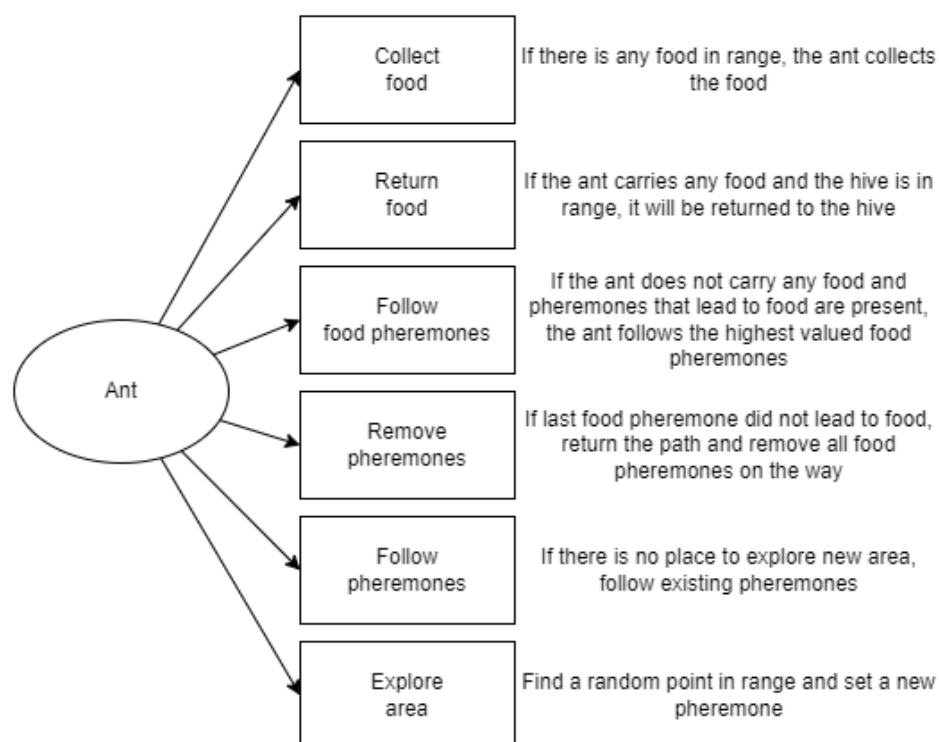 Collect
food
If there is any food in range, the ant collects
the food
Return
food
If the ant carries any food and the hive is in
range, it will be returned to the hive
Follow
food pheremones
If the ant does not carry any food and
pheremones that lead to food are present,
the ant follows the highest valued food
pheremones
Ant
Remove
pheremones
If last food pheremone did not lead to food,
return the path and remove all food
pheremones on the way
Follow
pheremones
If there is no place to explore new area,
follow existing pheremones
Explore
area
Find a random point in range and set a new
pheremone